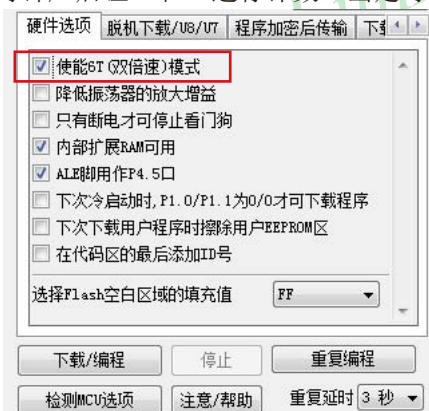 硬件选项 脱机下载/U8/U7 程序加密后传输
使能6T（双倍速）模式
降低振荡器的放大增益
只有断电才可停止看门狗
内部扩展RAM可用
ALE脚用作P4.5口
下次冷启动时,P1.0/P1.1为0/0才可下载程序
下次下载用户程序时擦除用户EEPROM区
在代码区的最后添加ID号
选择Flash空白区域的填充值 FF
下载/编程 停止 重复编程
检测MCU选项 注意/帮助 重复延时 3 秒